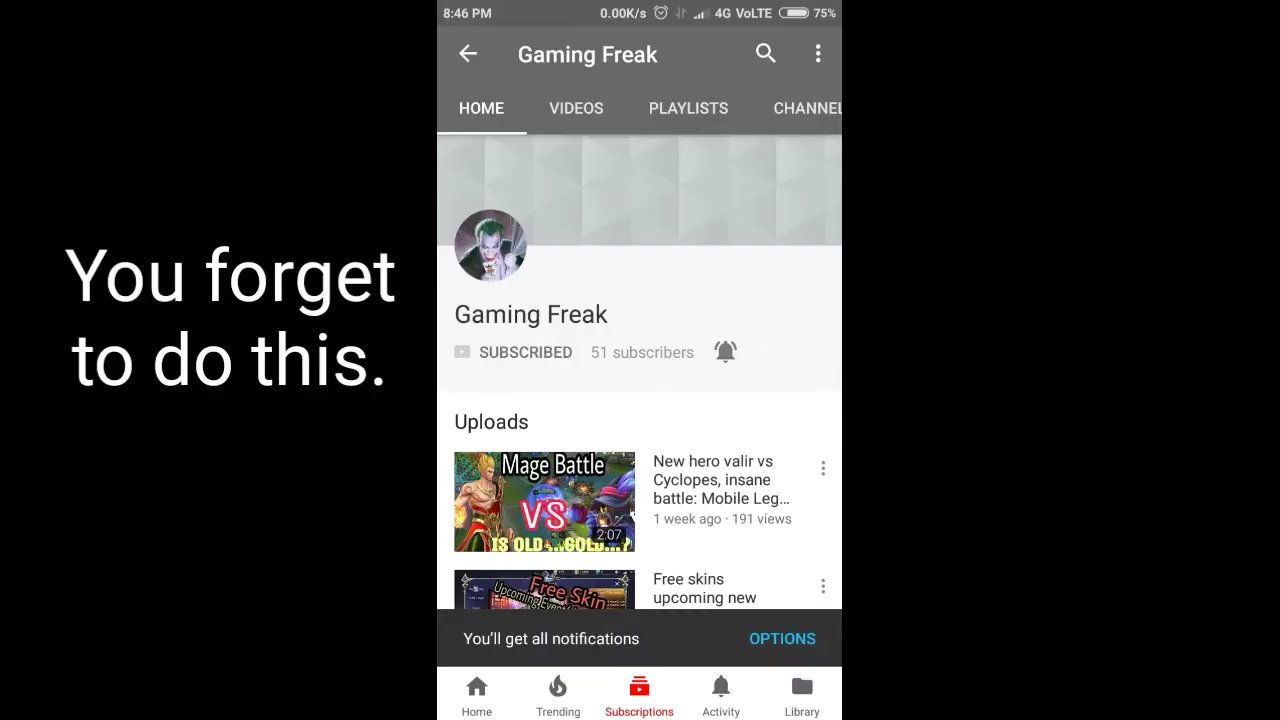 8:46 PM 0.00K/s 4G VoLTE 75%
Gaming Freak
HOME VIDEOS PLAYLISTS CHANNEL
You forget
to do this.
Gaming Freak
SUBSCRIBED 51 subscribers
Uploads
Mage Battle
VS
2:07
New hero valir vs
Cyclopes, insane
battle: Mobile Leg...
1 week ago · 191 views
Free Skin
Free skins
upcoming new
You'll get all notifications OPTIONS
Home Trending Subscriptions Activity Library